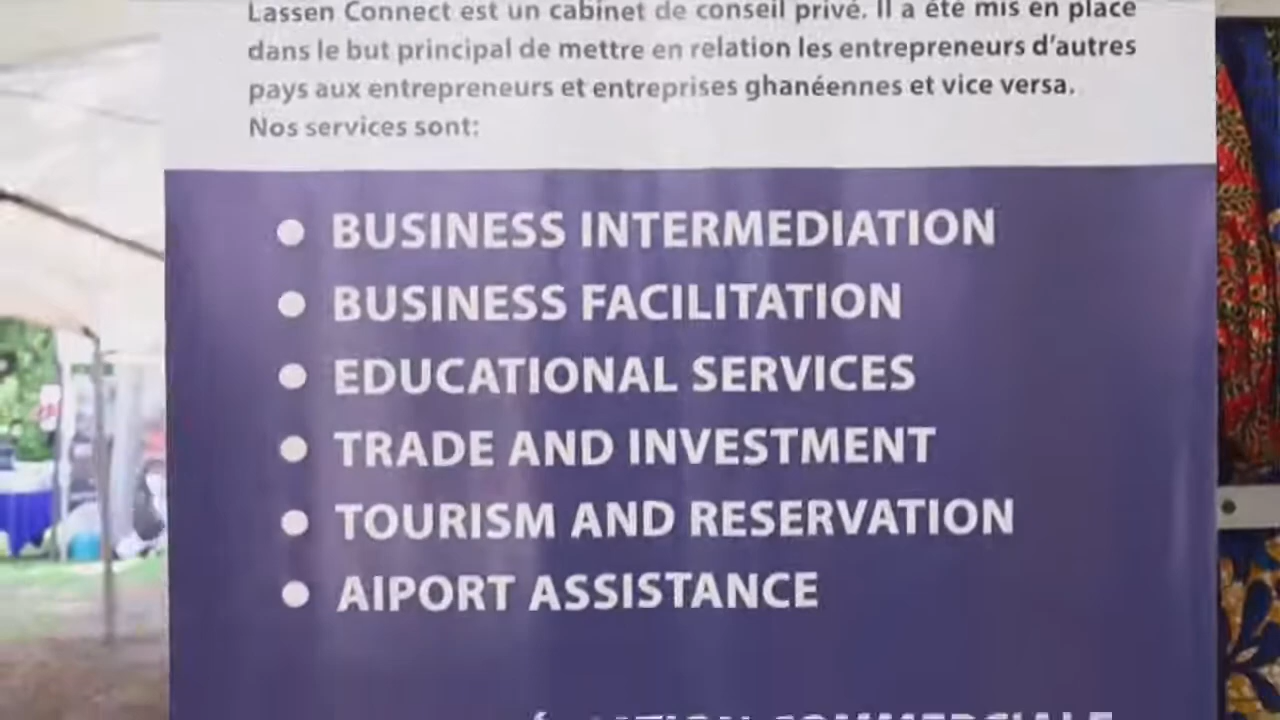 Lassen Connect est un cabinet de conseil privé. Il a été mis en place
dans le but principal de mettre en relation les entrepreneurs d'autres
pays aux entrepreneurs et entreprises ghanéennes et vice versa.
Nos services sont:
● BUSINESS INTERMEDIATION
● BUSINESS FACILITATION
● EDUCATIONAL SERVICES
● TRADE AND INVESTMENT
● TOURISM AND RESERVATION
● AIPORT ASSISTANCE
COMMERCIALE